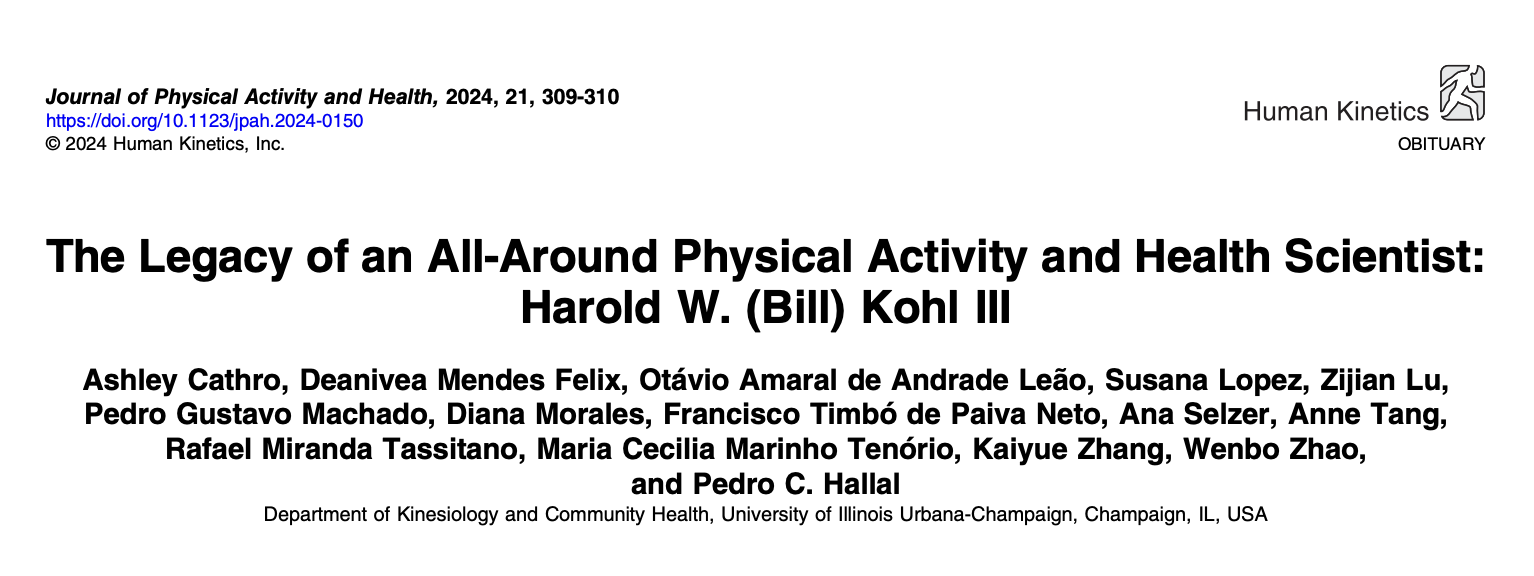 Journal of Physical Activity and Health, 2024, 21, 309-310
https://doi.org/10.1123/jpah.2024-0150
© 2024 Human Kinetics, Inc.
Human Kinetics
OBITUARY
The Legacy of an All-Around Physical Activity and Health Scientist:
Harold W. (Bill) Kohl III
Ashley Cathro, Deanivea Mendes Felix, Otávio Amaral de Andrade Leão, Susana Lopez, Zijian Lu,
Pedro Gustavo Machado, Diana Morales, Francisco Timbó de Paiva Neto, Ana Selzer, Anne Tang,
Rafael Miranda Tassitano, Maria Cecilia Marinho Tenório, Kaiyue Zhang, Wenbo Zhao,
and Pedro C. Hallal
Department of Kinesiology and Community Health, University of Illinois Urbana-Champaign, Champaign, IL, USA